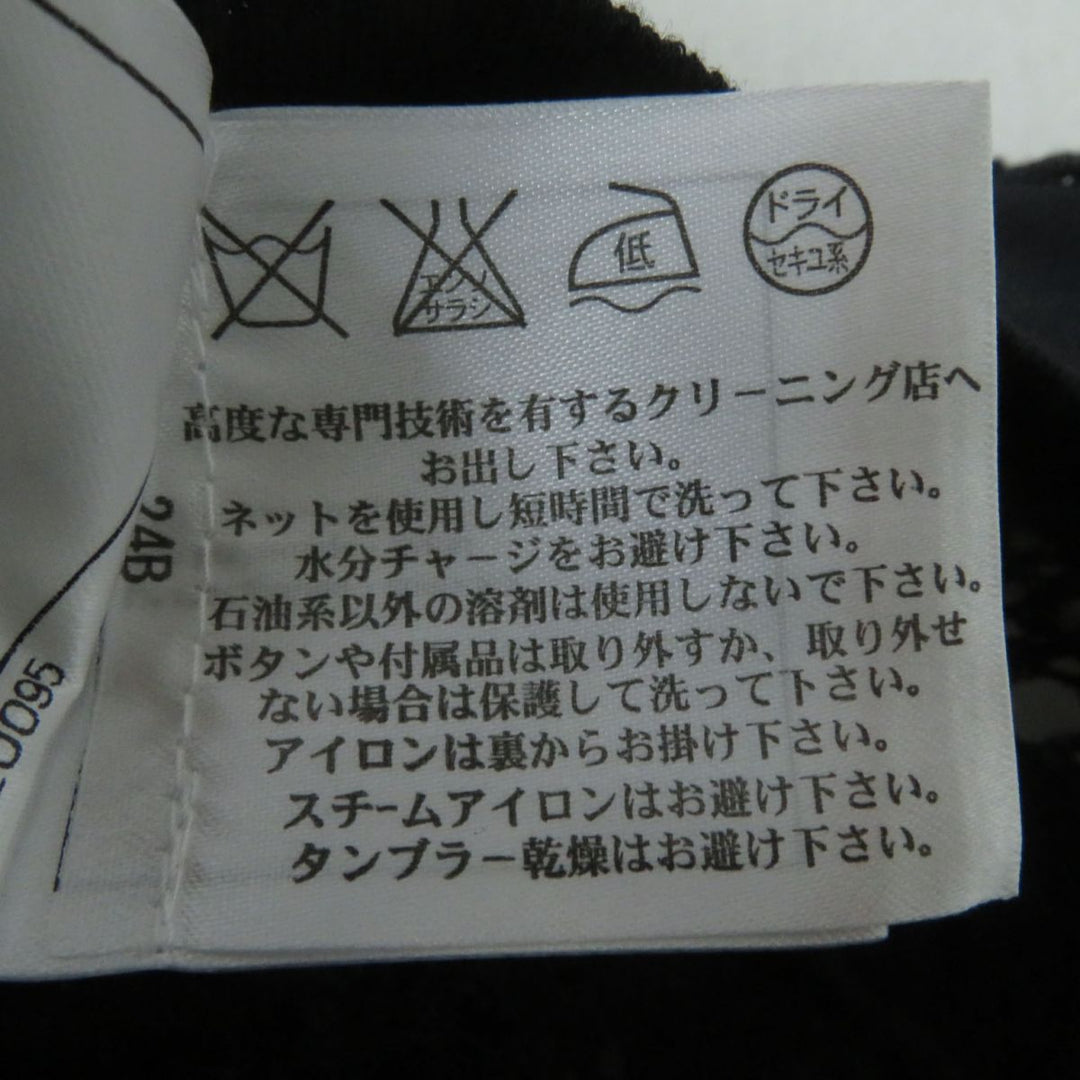 エンソ
サラシ
低
ドライ
セキユ系
高度な専門技術を有するクリーニング店へ
お出し下さい。
ネットを使用し短時間で洗って下さい。
水分チャージをお避け下さい。
石油系以外の溶剤は使用しないで下さい。
ボタンや付属品は取り外すか、取り外せ
ない場合は保護して洗って下さい。
アイロンは裏からお掛け下さい。
スチームアイロンはお避け下さい。
タンブラー乾燥はお避け下さい。
24B